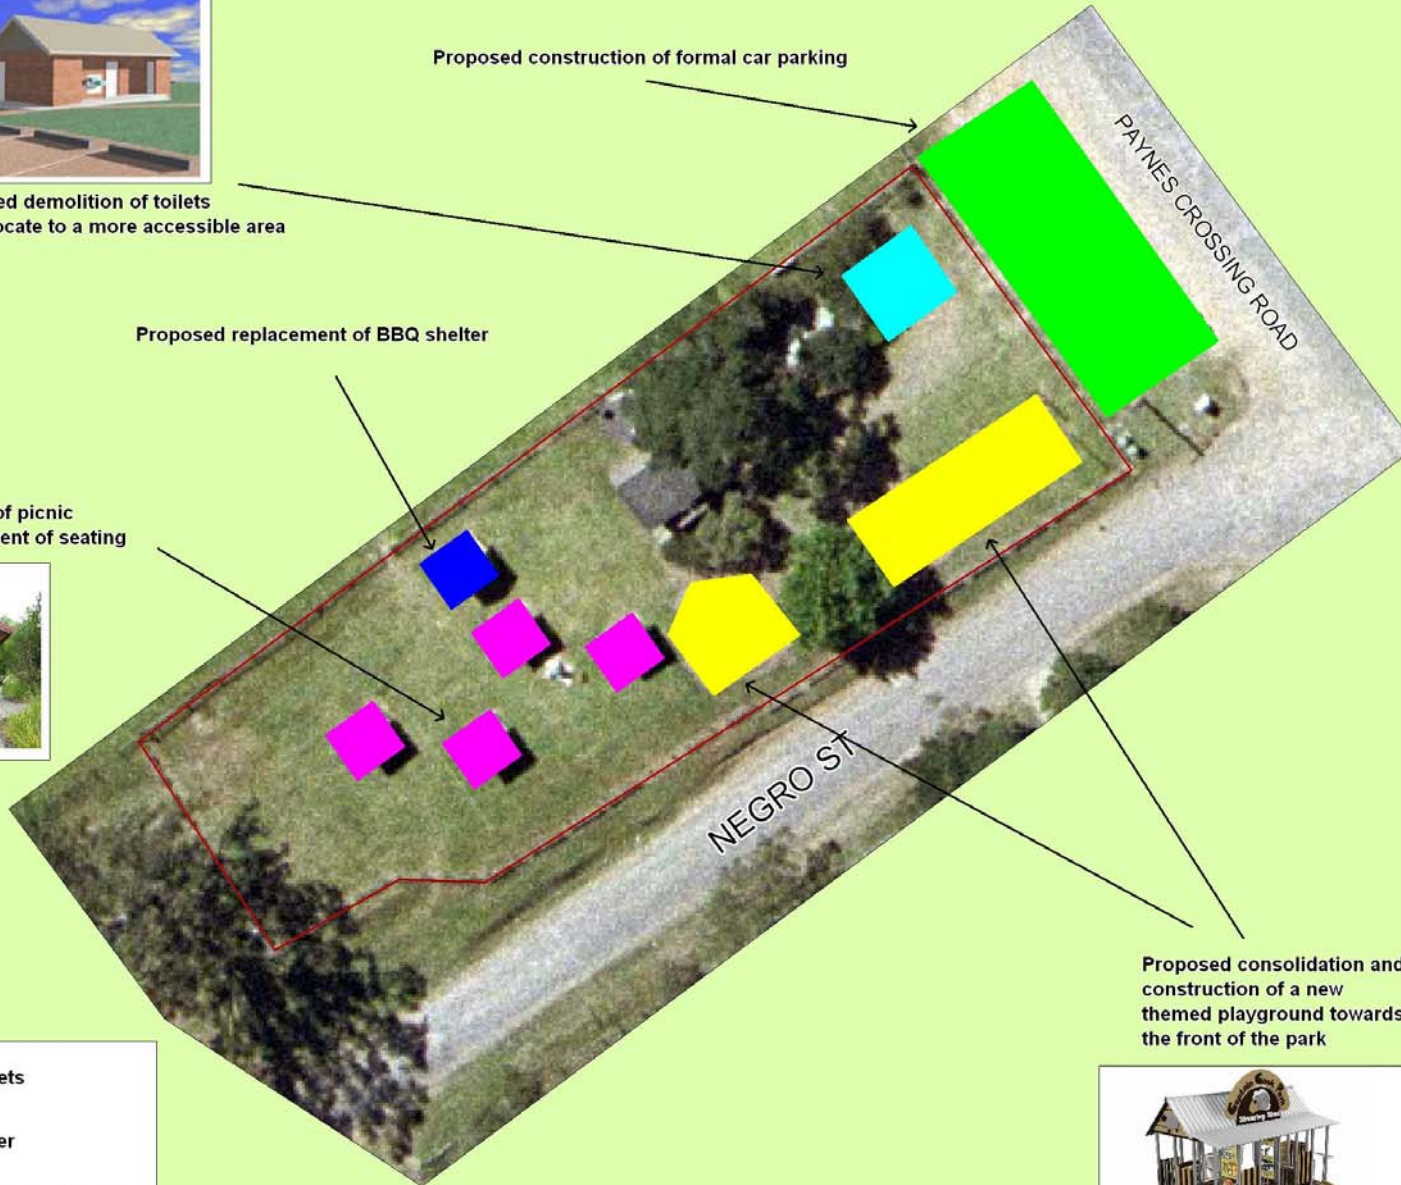 Proposed construction of formal car parking
PAYNES CROSSING ROAD
ed demolition of toilets
ocate to a more accessible area
Proposed replacement of BBQ shelter
of picnic
ent of seating
NEGRO ST
Proposed consolidation and
construction of a new
themed playground towards
the front of the park
ets
er